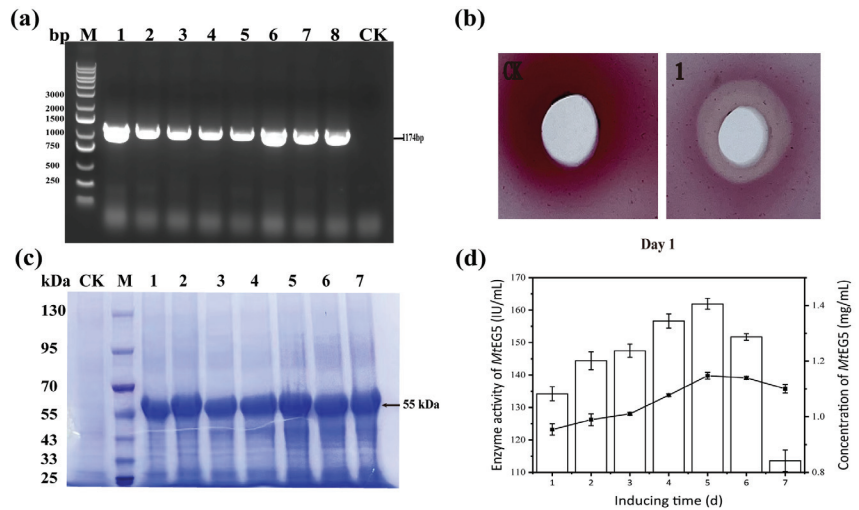 (a)
bp M 1 2 3 4 5 6 7 8 CK
3000
2000
1500
1000
750
500
250
1174bp
(b)
CK
1
Day 1
(c)
kDa CK M 1 2 3 4 5 6 7
130
95
70
55
43
33
25
55 kDa
(d)
Enzyme activity of MtEG5 (IU/mL)
170
160
150
140
130
120
110
1 2 3 4 5 6 7
Inducing time (d)
1.4
1.2
1.0
0.8
Concentration of MtEG5 (mg/mL)